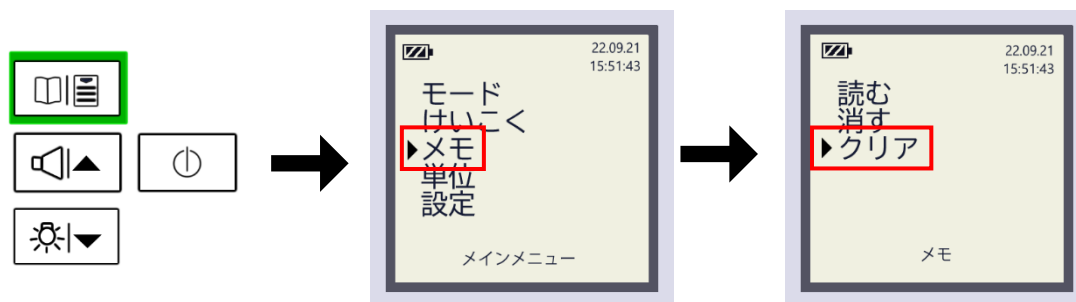 22.09.21
15:51:43
モード
けいこく
メモ
単位
設定
メインメニュー
22.09.21
15:51:43
読む
消す
クリア
メモ